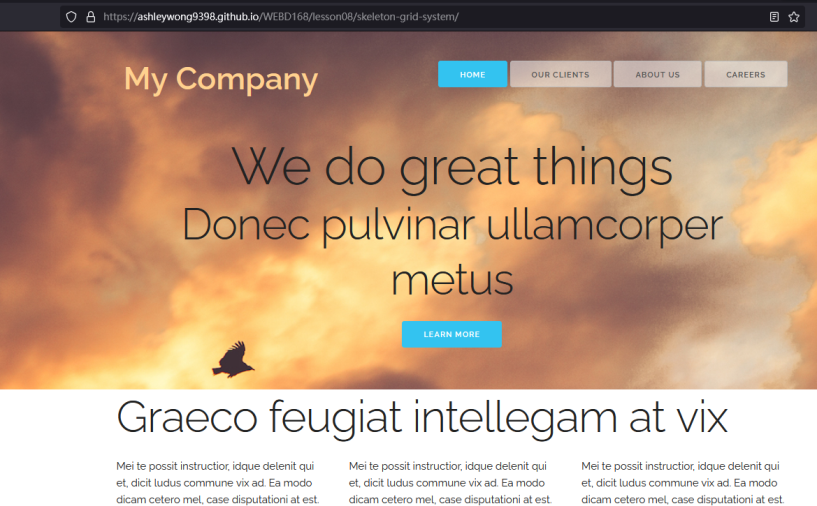 https://ashleywong9398.github.io/WEBD168/lesson08/skeleton-grid-system/
My Company
HOME
OUR CLIENTS
ABOUT US
CAREERS
We do great things
Donec pulvinar ullamcorper
metus
LEARN MORE
Graeco feugiat intellegam at vix
Mei te possit instructior, idque delenit qui
et, dicit ludus commune vix ad. Ea modo
dicam cetero mel, case disputationi at est.
Mei te possit instructior, idque delenit qui
et, dicit ludus commune vix ad. Ea modo
dicam cetero mel, case disputationi at est.
Mei te possit instructior, idque delenit qui
et, dicit ludus commune vix ad. Ea modo
dicam cetero mel, case disputationi at est.